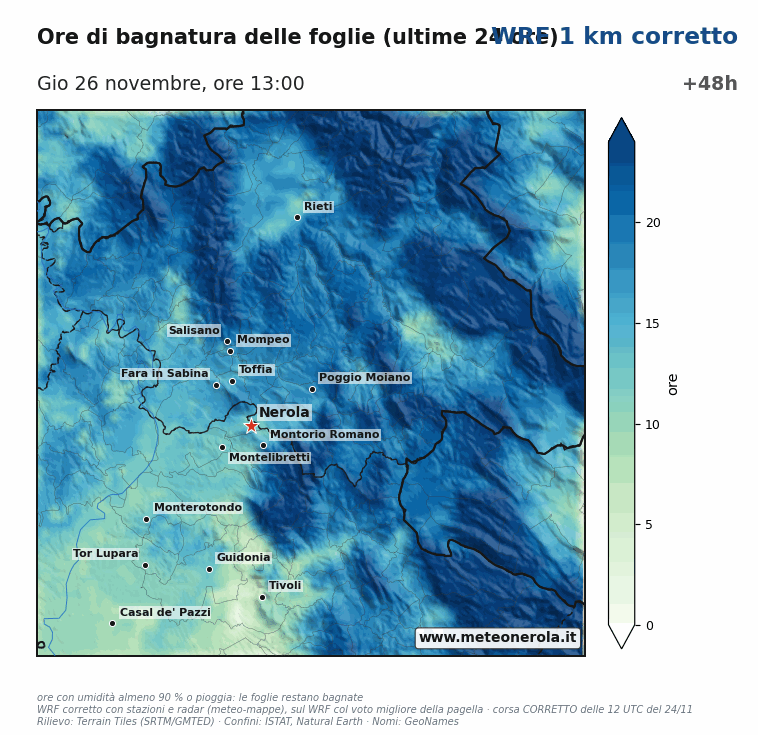 Ore di bagnatura delle foglie (ultime 24 ore)
WRF 1 km corretto
Gio 26 novembre, ore 13:00
+48h
Rieti
Salisano
Mompeo
Fara in Sabina
Toffia
Poggio Moiano
Nerola
Montorio Romano
Montelibretti
Monterotondo
Tor Lupara
Guidonia
Tivoli
Casal de' Pazzi
www.meteonerola.it
20
15
10
5
0
ore
ore con umidità almeno 90 % o pioggia: le foglie restano bagnate
WRF corretto con stazioni e radar (meteo-mappe), sul WRF col voto migliore della pagella · corsa CORRETTO delle 12 UTC del 24/11
Rilievo: Terrain Tiles (SRTM/GMTED) · Confini: ISTAT, Natural Earth · Nomi: GeoNames